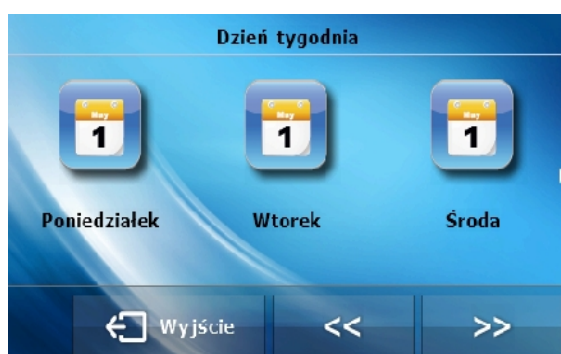 Dzień tygodnia
May May May
1 1 1
Poniedziałek Wtorek Środa
Wyjście << >>